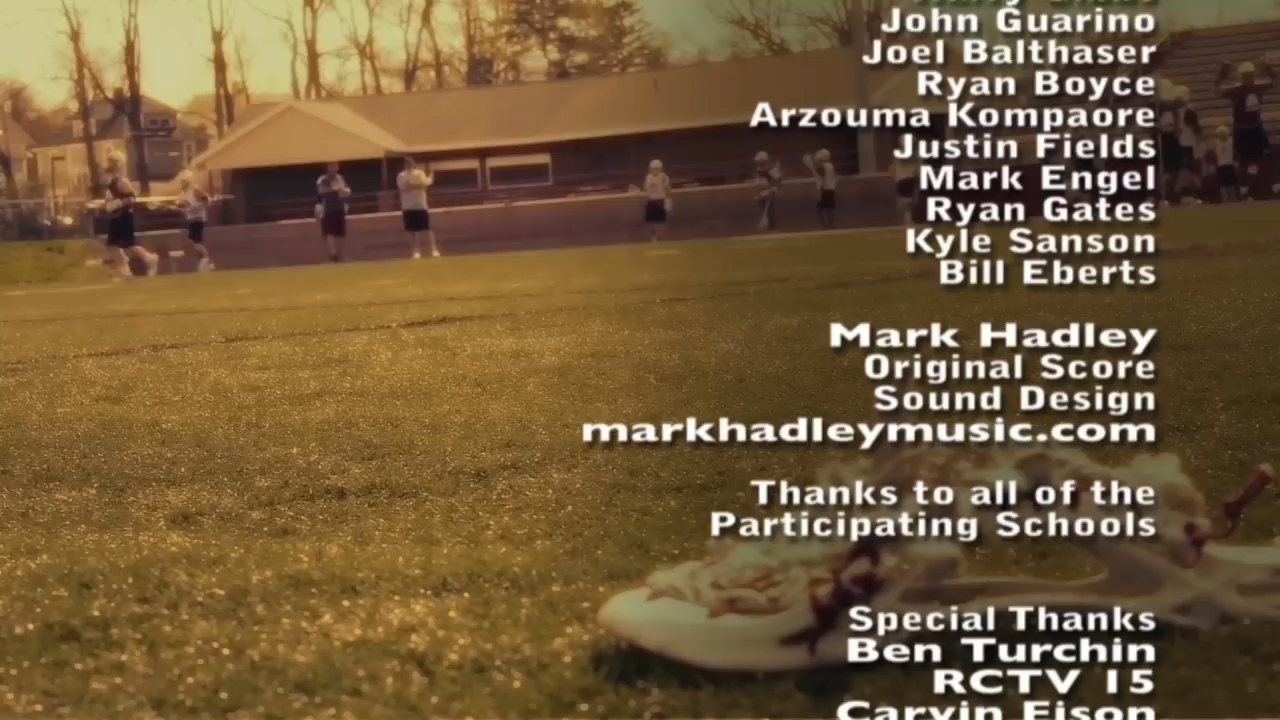 John Guarino
Joel Balthaser
Ryan Boyce
Arzouma Kompaore
Justin Fields
Mark Engel
Ryan Gates
Kyle Sanson
Bill Eberts
Mark Hadley
Original Score
Sound Design
markhadleymusic.com
Thanks to all of the
Participating Schools
Special Thanks
Ben Turchin
RCTV 15
Carvin Eison